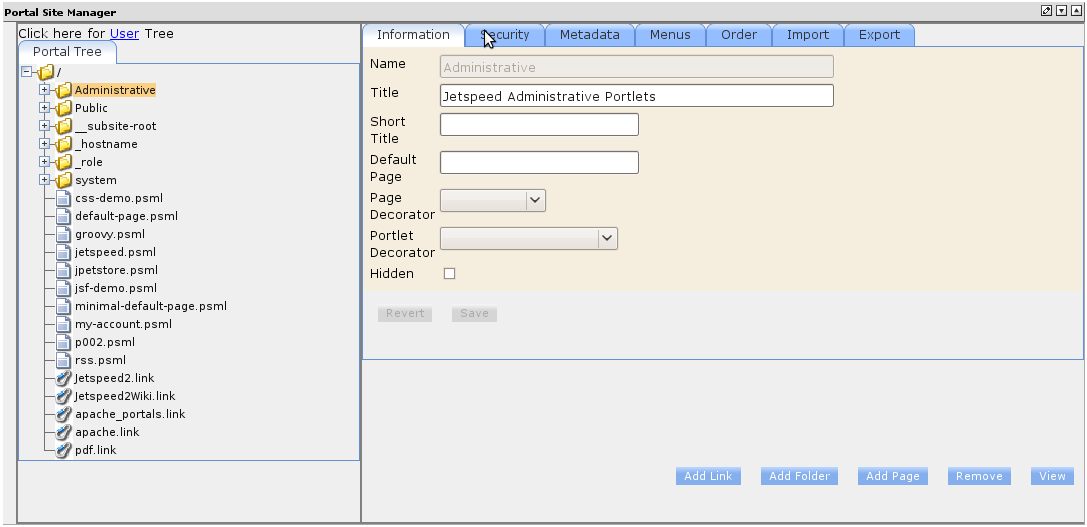 Portal Site Manager
Click here for User Tree
Portal Tree
/
Administrative
Public
__subsite-root
_hostname
_role
system
css-demo.psml
default-page.psml
groovy.psml
jetspeed.psml
jpetstore.psml
jsf-demo.psml
minimal-default-page.psml
my-account.psml
p002.psml
rss.psml
Jetspeed2.link
Jetspeed2Wiki.link
apache_portals.link
apache.link
pdf.link
Information Security Metadata Menus Order Import Export
Name Administrative
Title Jetspeed Administrative Portlets
Short
Title
Default
Page
Page
Decorator
Portlet
Decorator
Hidden
Revert Save
Add Link Add Folder Add Page Remove View